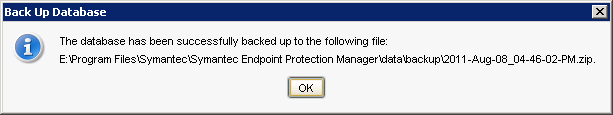 Back Up Database
The database has been successfully backed up to the following file:
E:\Program Files\Symantec\Symantec Endpoint Protection Manager\data\backup\2011-Aug-08_04-46-02-PM.zip.
OK